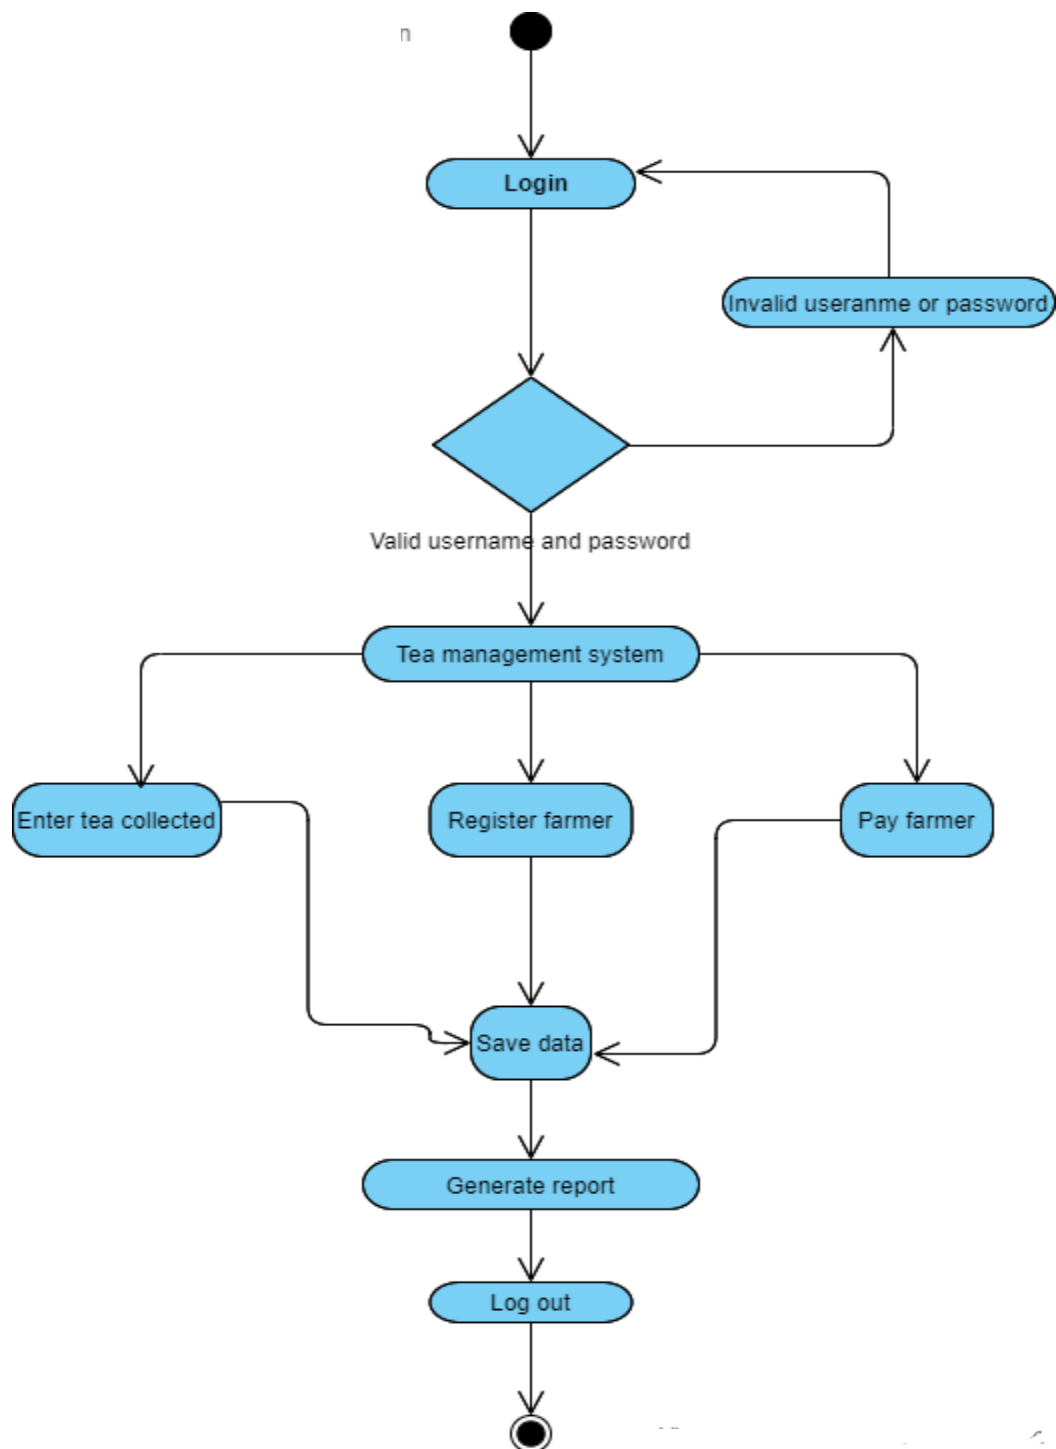 n
Login
Invalid useranme or password
Valid username and password
Tea management system
Enter tea collected
Register farmer
Pay farmer
Save data
Generate report
Log out